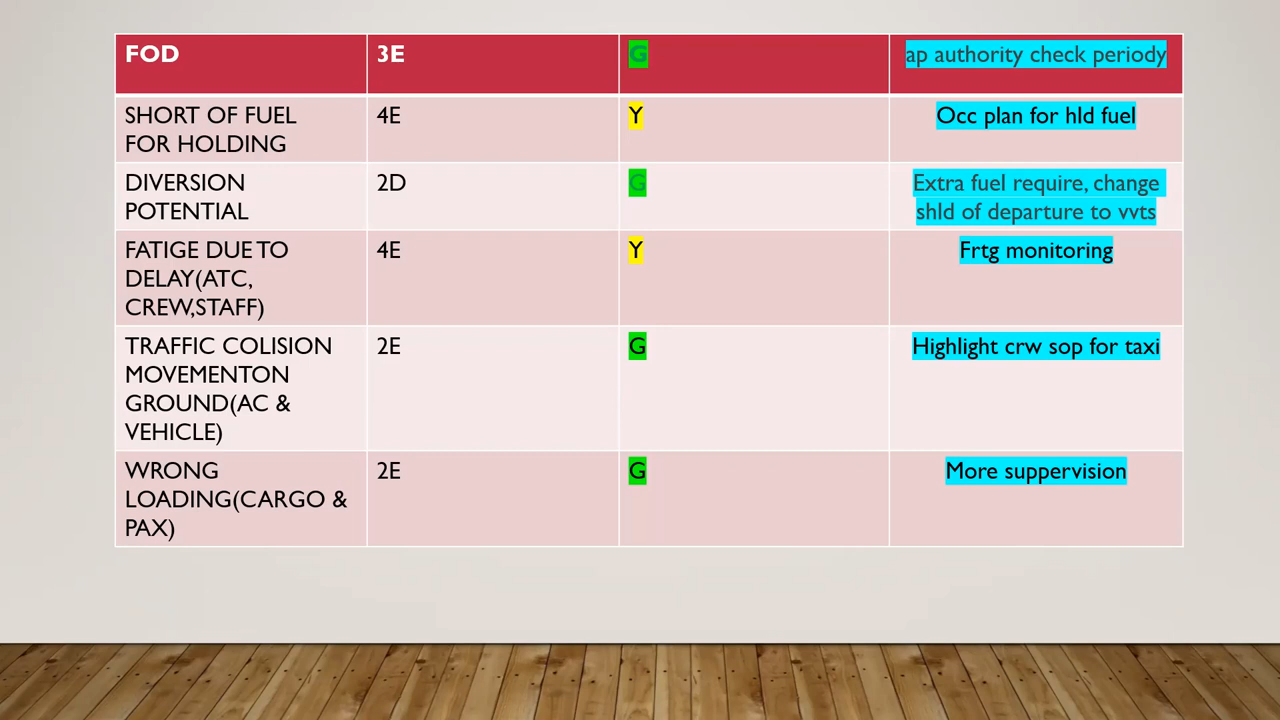 FOD 3E G ap authority check periody
SHORT OF FUEL 4E Y Occ plan for hld fuel
FOR HOLDING
DIVERSION 2D G Extra fuel require, change
POTENTIAL shld of departure to vvts
FATIGE DUE TO 4E Y Frtg monitoring
DELAY(ATC,
CREW,STAFF)
TRAFFIC COLISION 2E G Highlight crw sop for taxi
MOVEMENTON
GROUND(AC &
VEHICLE)
WRONG 2E G More suppervision
LOADING(CARGO &
PAX)